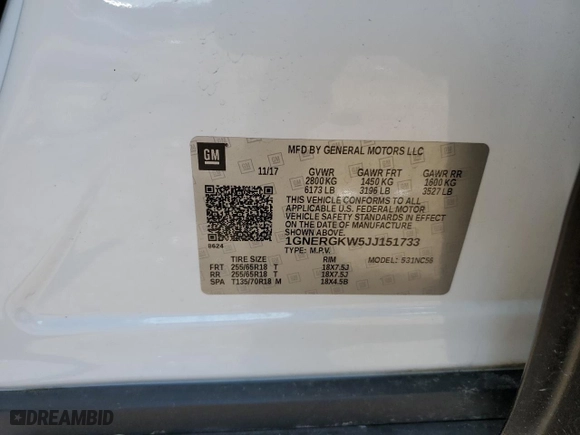 GM
MFD BY GENERAL MOTORS LLC
11/17 GVWR GAWR FRT GAWR RR
2800 KG 1450 KG 1600 KG
6173 LB 3196 LB 3527 LB
THIS VEHICLE CONFORMS TO ALL
APPLICABLE U.S. FEDERAL MOTOR
VEHICLE SAFETY STANDARDS IN EFFECT
ON THE DATE OF MANUFACTURE
SHOWN ABOVE.
0624
1GNERGKW5JJ151733
TYPE: M.P.V. MODEL: S31NC56
TIRE SIZE RIM
FRT 255/65R18 T 18X7.5J
RR 255/65R18 T 18X7.5J
SPA T135/70R18 M 18X4.5B
DREAMBID